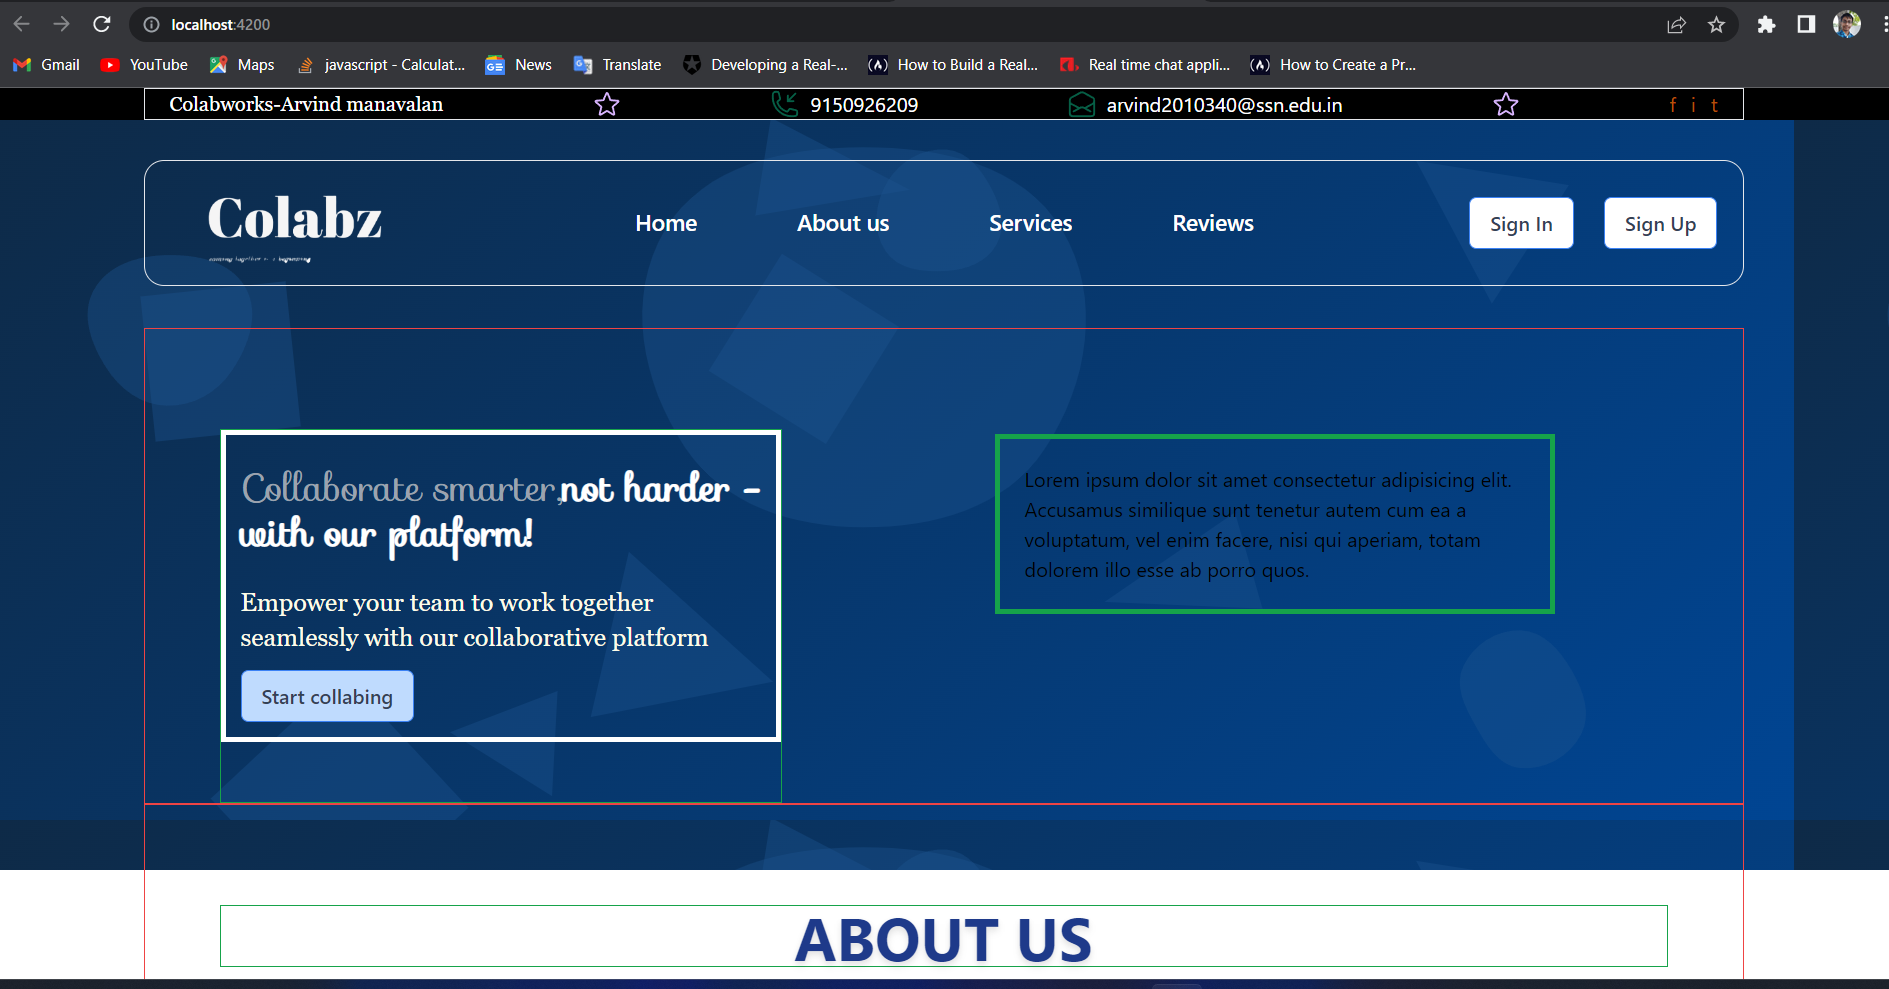 localhost:4200
Gmail
YouTube
Maps
javascript - Calculat...
News
Translate
Developing a Real-...
How to Build a Real...
Real time chat appli...
How to Create a Pr...
Colabworks-Arvind manavalan
9150926209
arvind2010340@ssn.edu.in
f i t
Colabz
Home
About us
Services
Reviews
Sign In
Sign Up
Collaborate smarter,not harder –
with our platform!
Empower your team to work together
seamlessly with our collaborative platform
Start collabing
Lorem ipsum dolor sit amet consectetur adipisicing elit.
Accusamus similique sunt tenetur autem cum ea a
voluptatum, vel enim facere, nisi qui aperiam, totam
dolorem illo esse ab porro quos.
ABOUT US